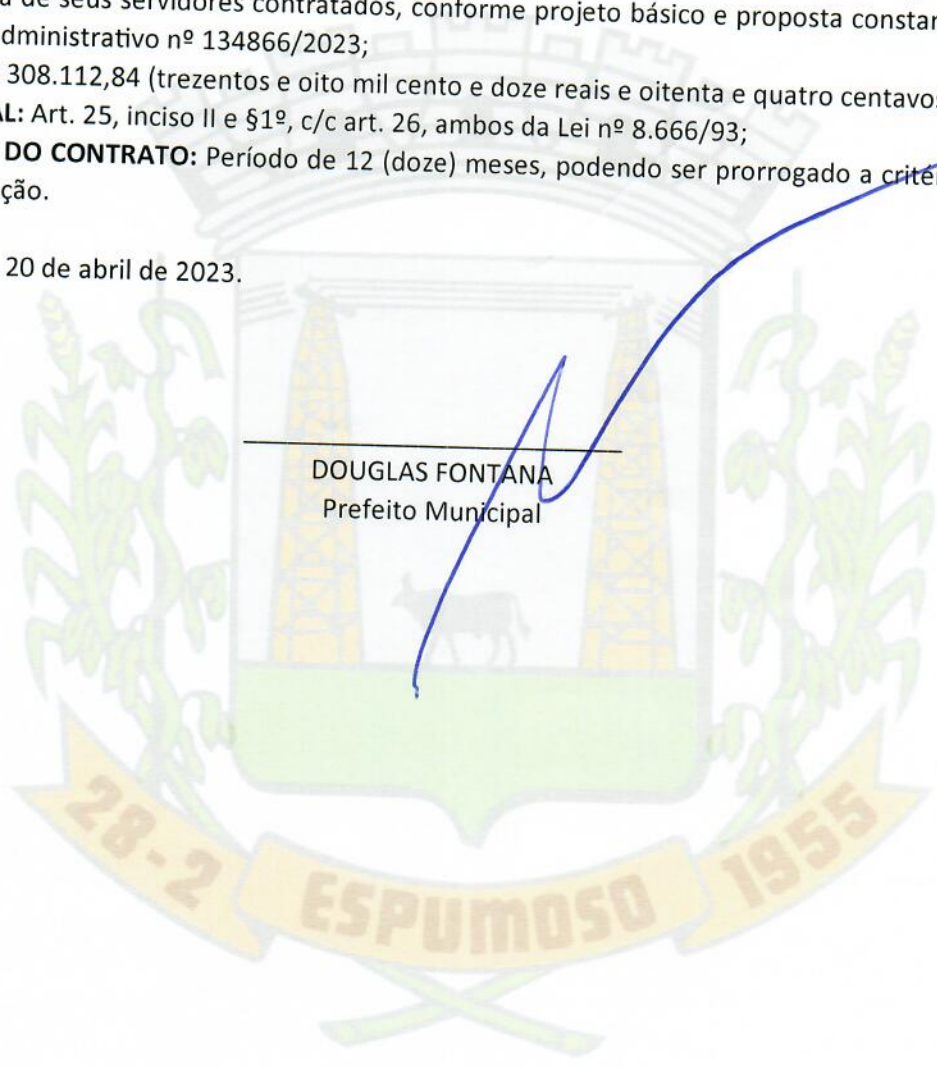 de seus servidores contratados, conforme projeto básico e proposta constan
dministrativo nº 134866/2023;
308.112,84 (trezentos e oito mil cento e doze reais e oitenta e quatro centavos
AL: Art. 25, inciso II e §1º, c/c art. 26, ambos da Lei nº 8.666/93;
DO CONTRATO: Período de 12 (doze) meses, podendo ser prorrogado a critér
ção.
20 de abril de 2023.
DOUGLAS FONTANA
Prefeito Municipal
28-2 ESPUMOSO 1955